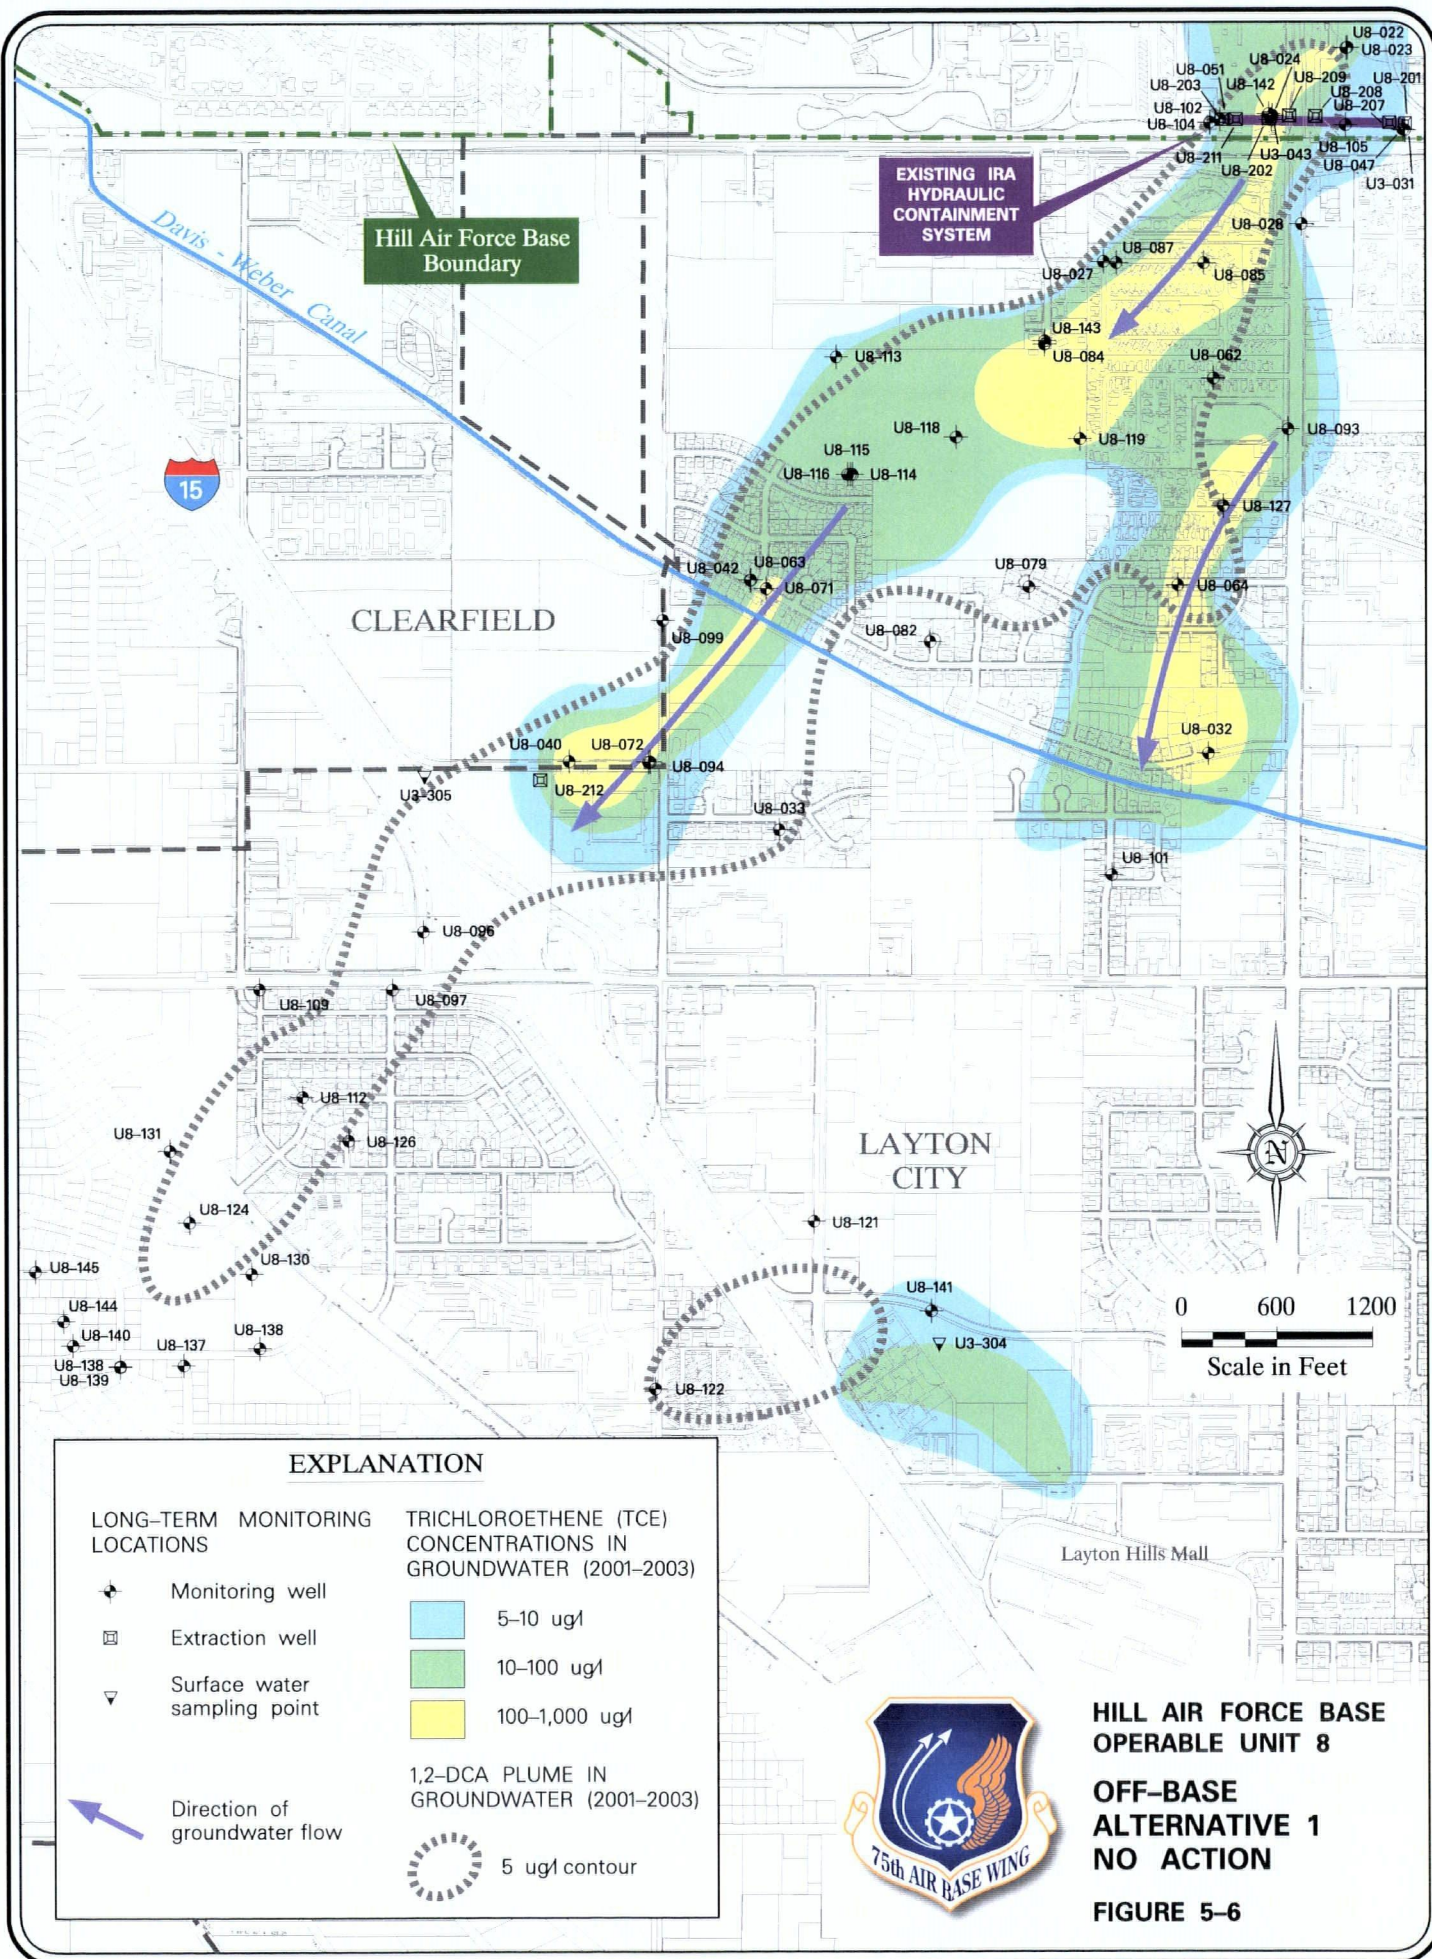 U8-022
U8-023
U8-024
U8-051
U8-142
U8-209
U8-201
U8-203
U8-208
U8-102
U8-207
U8-104
U8-211
U3-043
U8-105
U8-202
U8-047
U3-031
EXISTING IRA
HYDRAULIC
CONTAINMENT
SYSTEM
Hill Air Force Base
Boundary
Davis - Weber Canal
U8-028
U8-087
U8-027
U8-085
U8-143
U8-084
U8-113
U8-062
U8-118
U8-119
U8-093
U8-115
U8-116
U8-114
15
U8-127
U8-042
U8-063
U8-071
U8-079
U8-064
CLEARFIELD
U8-099
U8-082
U8-040
U8-072
U8-094
U8-032
U3-305
U8-212
U8-033
U8-101
U8-096
U8-109
U8-097
U8-112
U8-131
U8-126
LAYTON
CITY
N
U8-124
U8-121
U8-145
U8-130
U8-144
U8-141
0 600 1200
Scale in Feet
U8-140
U8-137
U8-138
U3-304
U8-138
U8-139
U8-122
EXPLANATION
LONG-TERM MONITORING
LOCATIONS
Monitoring well
Extraction well
Surface water
sampling point
Direction of
groundwater flow
TRICHLOROETHENE (TCE)
CONCENTRATIONS IN
GROUNDWATER (2001-2003)
5-10 ug/l
10-100 ug/l
100-1,000 ug/l
1,2-DCA PLUME IN
GROUNDWATER (2001-2003)
5 ug/l contour
Layton Hills Mall
75th AIR BASE WING
HILL AIR FORCE BASE
OPERABLE UNIT 8
OFF-BASE
ALTERNATIVE 1
NO ACTION
FIGURE 5-6